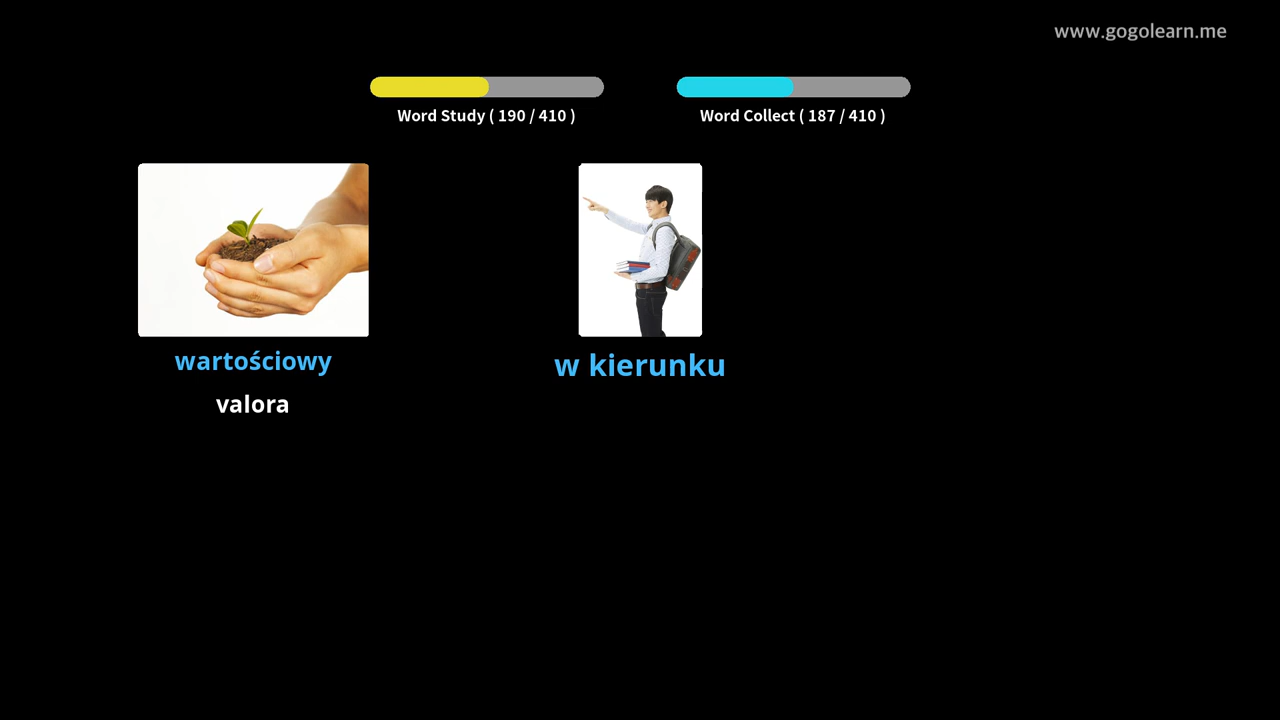 www.gogolearn.me
Word Study ( 190 / 410 )
Word Collect ( 187 / 410 )
wartościowy
valora
w kierunku